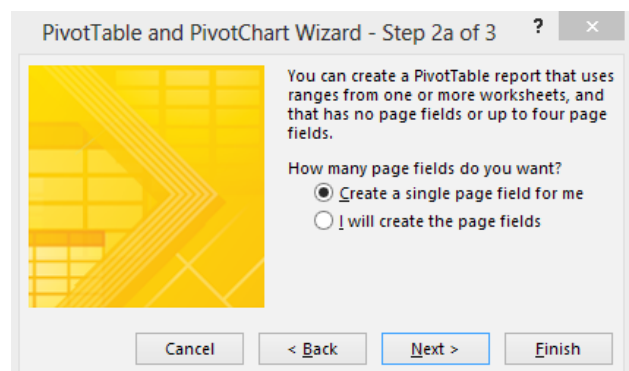 PivotTable and PivotChart Wizard - Step 2a of 3 ? ×
You can create a PivotTable report that uses
ranges from one or more worksheets, and
that has no page fields or up to four page
fields.
How many page fields do you want?
Create a single page field for me
I will create the page fields
Cancel < Back Next > Finish